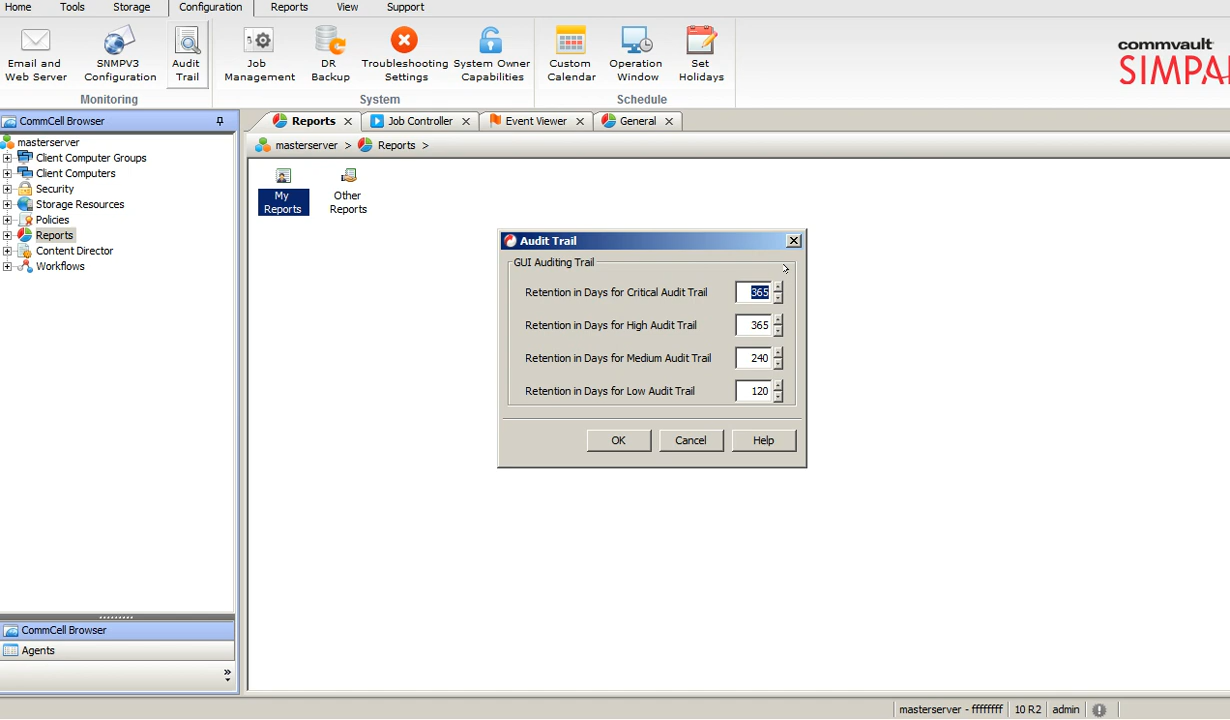 Home Tools Storage Configuration Reports View Support
Email and Web Server
SNMPV3 Configuration
Audit Trail
Job Management
DR Backup
Troubleshooting Settings
System Owner Capabilities
Custom Calendar
Operation Window
Set Holidays
Monitoring System Schedule
commvault
SIMPA
CommCell Browser
masterserver
Client Computer Groups
Client Computers
Security
Storage Resources
Policies
Reports
Content Director
Workflows
CommCell Browser
Agents
Reports Job Controller Event Viewer General
masterserver > Reports >
My Reports
Other Reports
Audit Trail
GUI Auditing Trail
Retention in Days for Critical Audit Trail 365
Retention in Days for High Audit Trail 365
Retention in Days for Medium Audit Trail 240
Retention in Days for Low Audit Trail 120
OK Cancel Help
masterserver - ffffffff 10 R2 admin